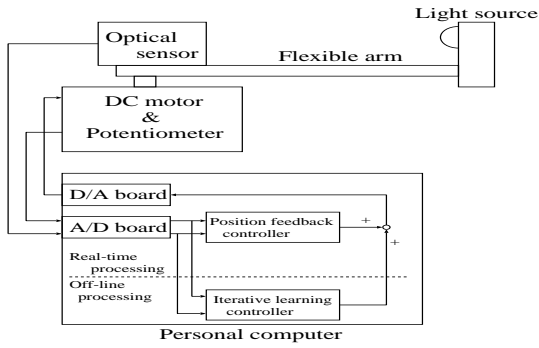 Light source
Optical
sensor
Flexible arm
DC motor
&
Potentiometer
D/A board
A/D board
Position feedback
controller
+
+
Real-time
processing
Off-line
processing
Iterative learning
controller
Personal computer